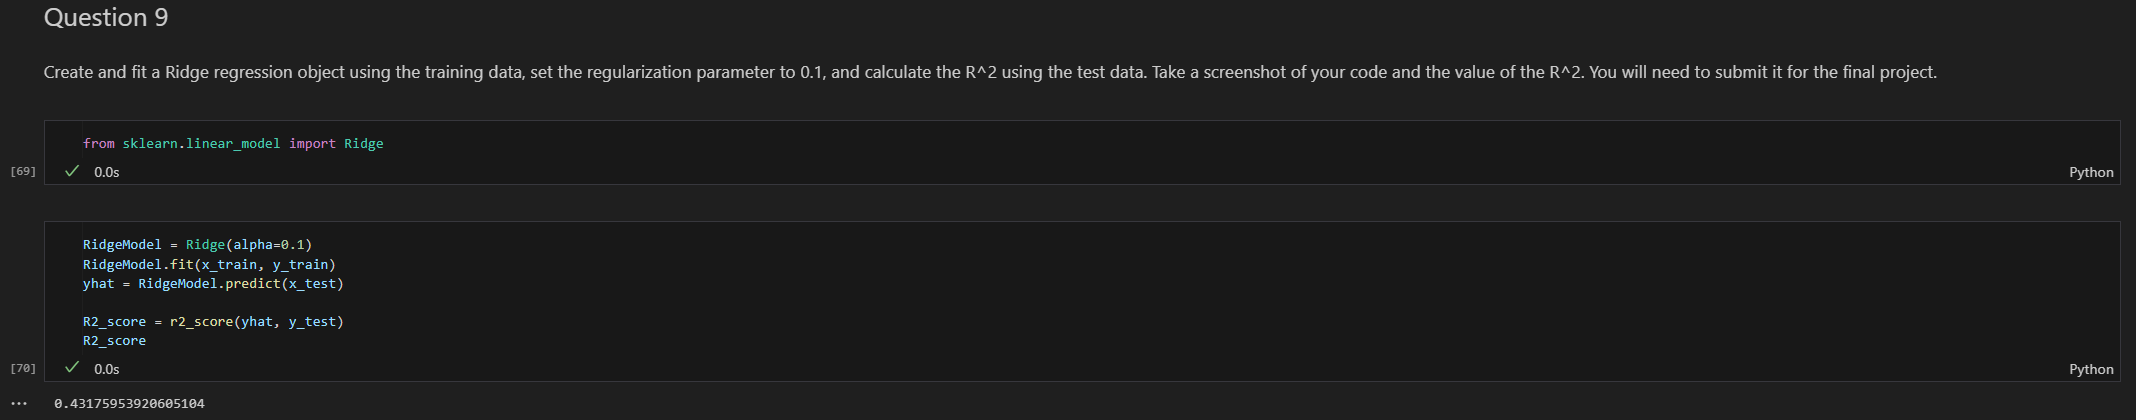 Question 9
Create and fit a Ridge regression object using the training data, set the regularization parameter to 0.1, and calculate the R^2 using the test data. Take a screenshot of your code and the value of the R^2. You will need to submit it for the final project.
from sklearn.linear_model import Ridge
[69] 0.0s Python
RidgeModel = Ridge(alpha=0.1)
RidgeModel.fit(x_train, y_train)
yhat = RidgeModel.predict(x_test)
R2_score = r2_score(yhat, y_test)
R2_score
[70] 0.0s Python
... 0.43175953920605104